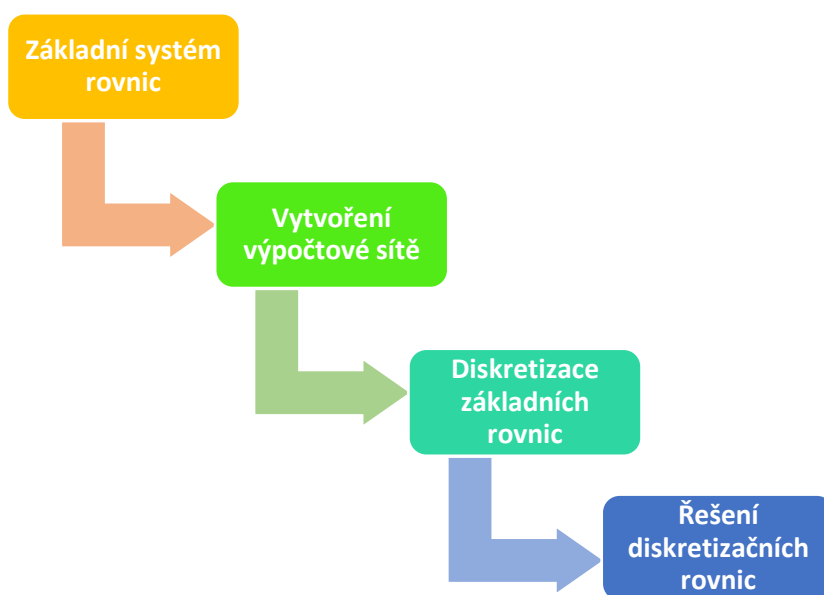 Základní systém
rovnic
Vytvoření
výpočtové sítě
Diskretizace
základních
rovnic
Řešení
diskretizačních
rovnic